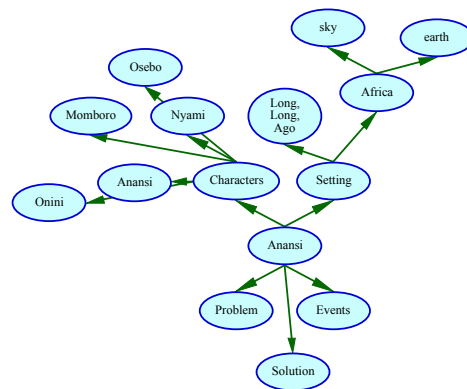 sky
earth
Osebo
Africa
Long,
Long,
Ago
Momboro
Nyami
Anansi
Characters
Setting
Onini
Anansi
Problem
Events
Solution